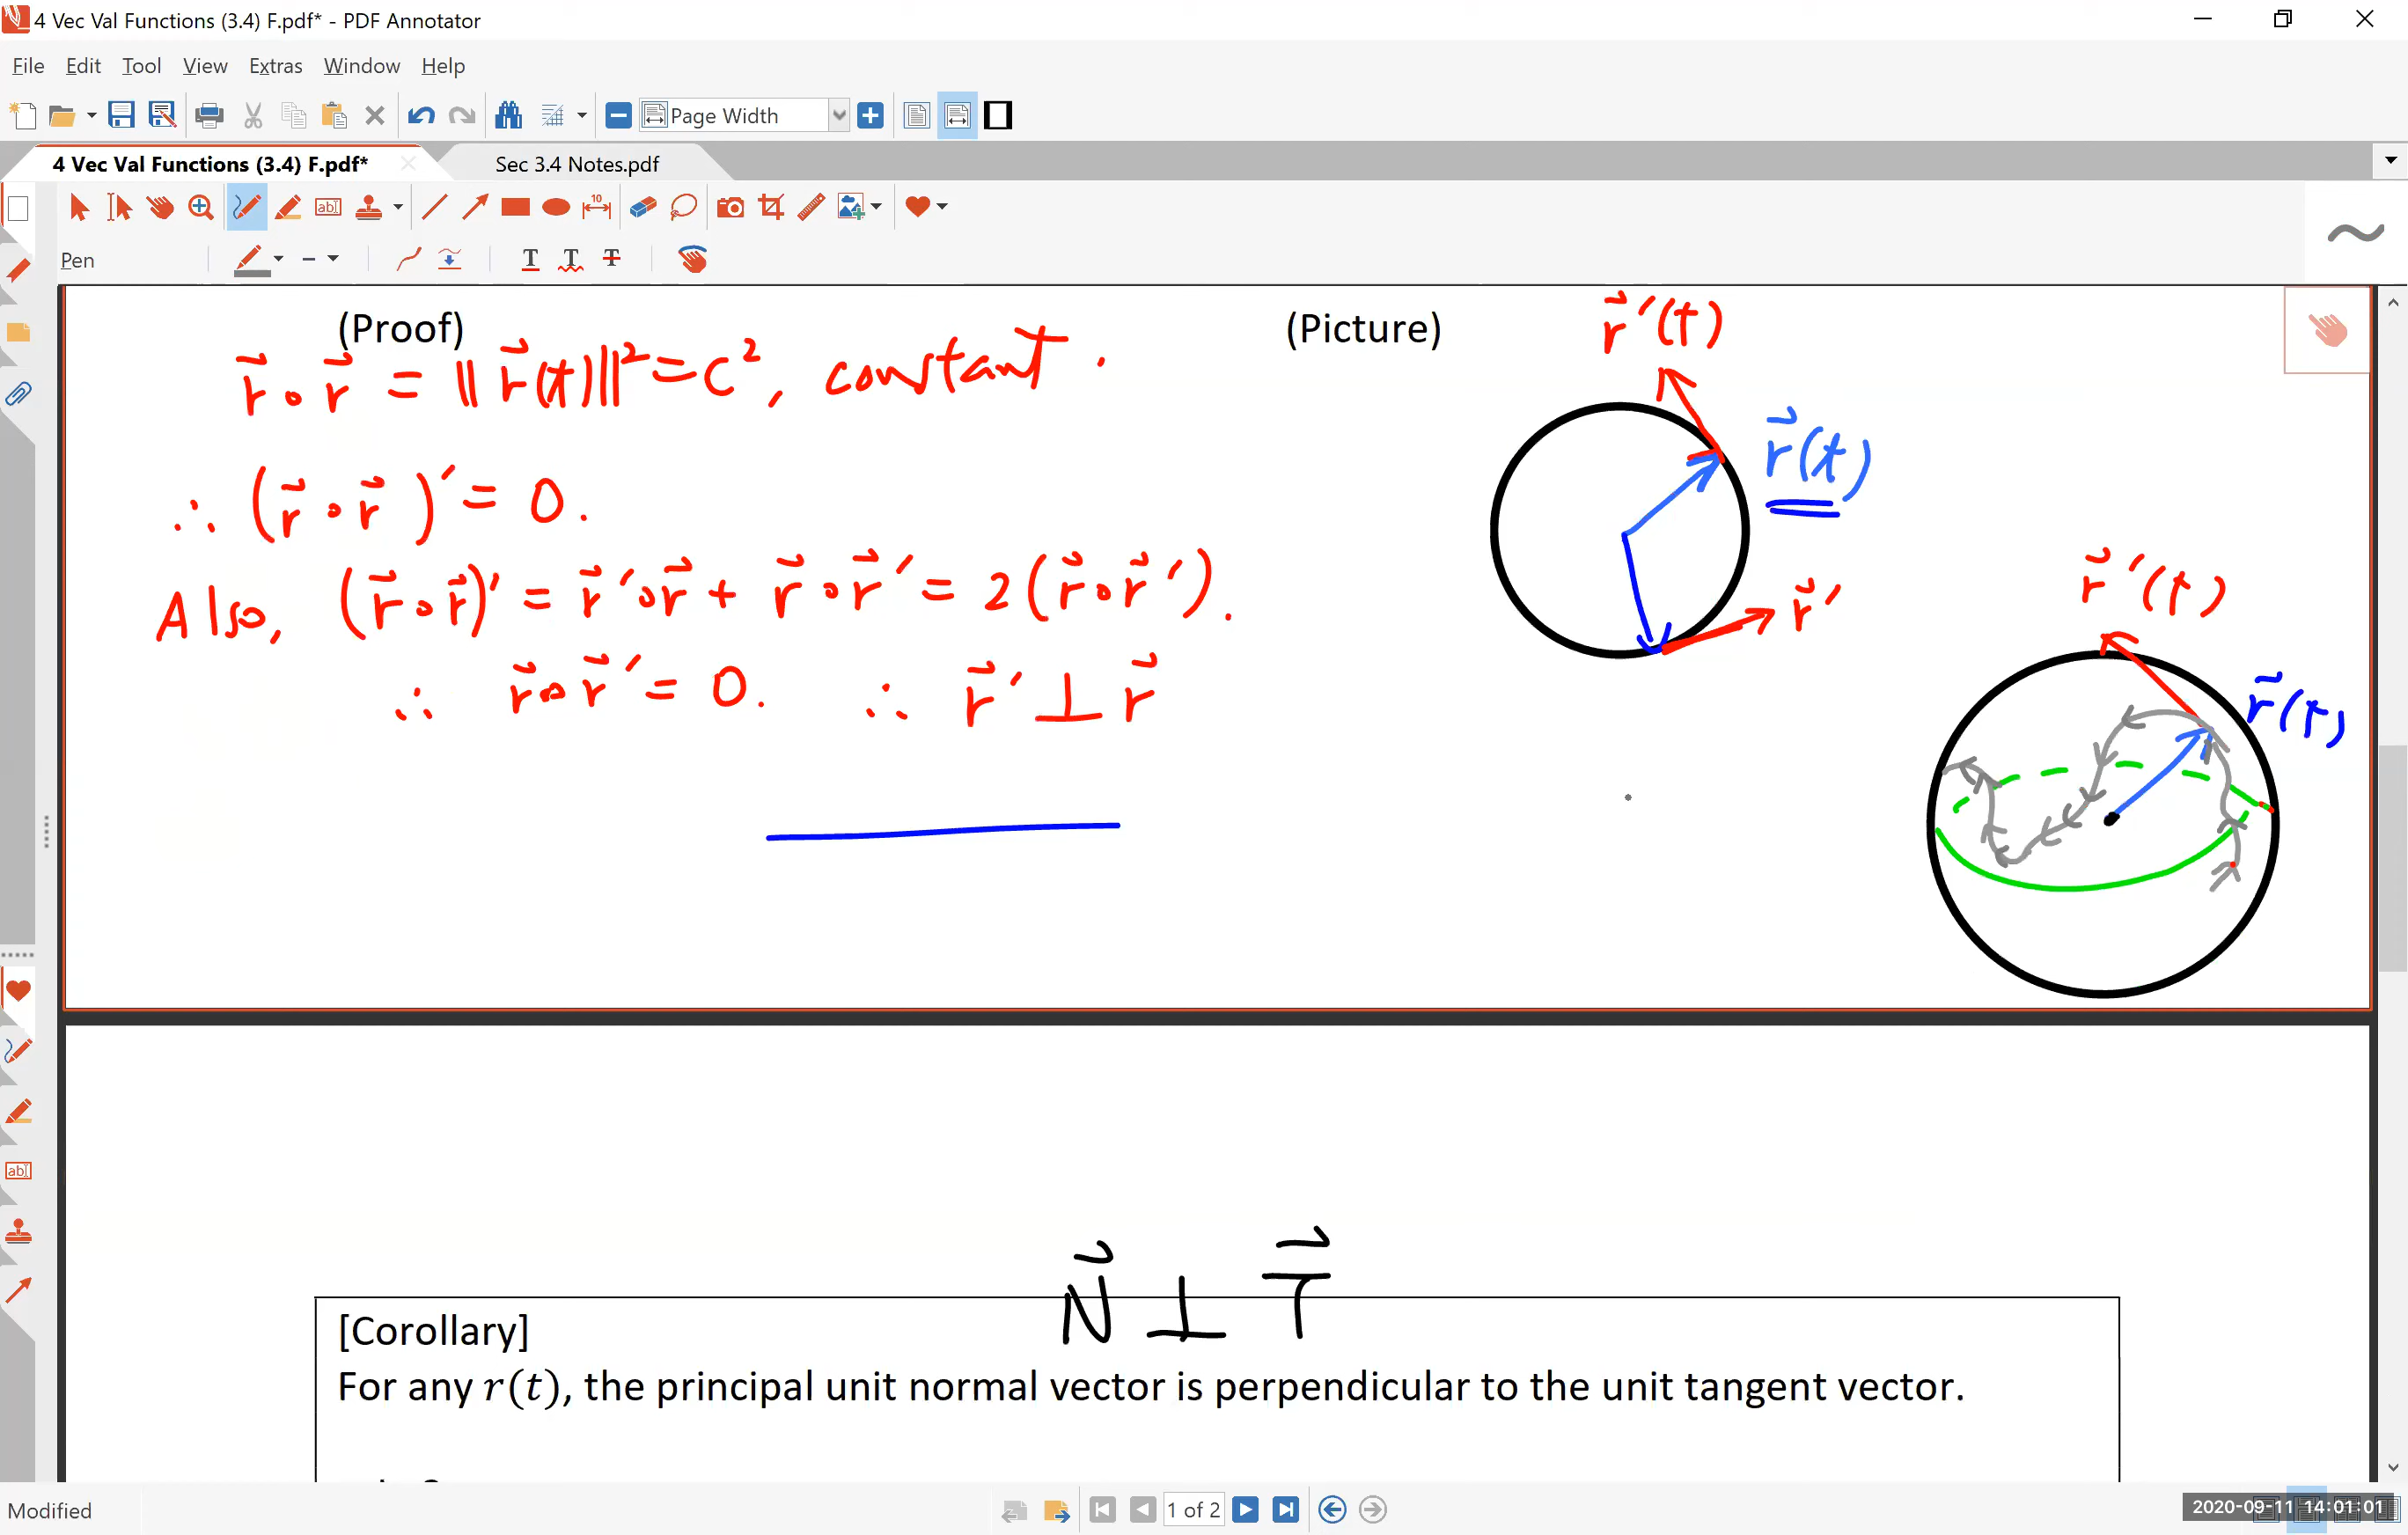 4 Vec Val Functions (3.4) F.pdf* - PDF Annotator
File Edit Tool View Extras Window Help
Page Width
4 Vec Val Functions (3.4) F.pdf* Sec 3.4 Notes.pdf
Pen
(Proof)
r⃗ ∘ r⃗ = ||r⃗(t)||² = c², constant.
∴ (r⃗ ∘ r⃗)′ = 0.
Also, (r⃗ ∘ r⃗)′ = r⃗′ ∘ r⃗ + r⃗ ∘ r⃗′ = 2(r⃗ ∘ r⃗′).
∴ r⃗ ∘ r⃗′ = 0. ∴ r⃗′ ⊥ r⃗
(Picture)
r⃗′(t)
r⃗(t)
r⃗′
r⃗′(t)
r⃗(t)
N⃗ ⊥ T⃗
[Corollary]
For any r(t), the principal unit normal vector is perpendicular to the unit tangent vector.
Modified
1 of 2
2020-09-11 14:01:01